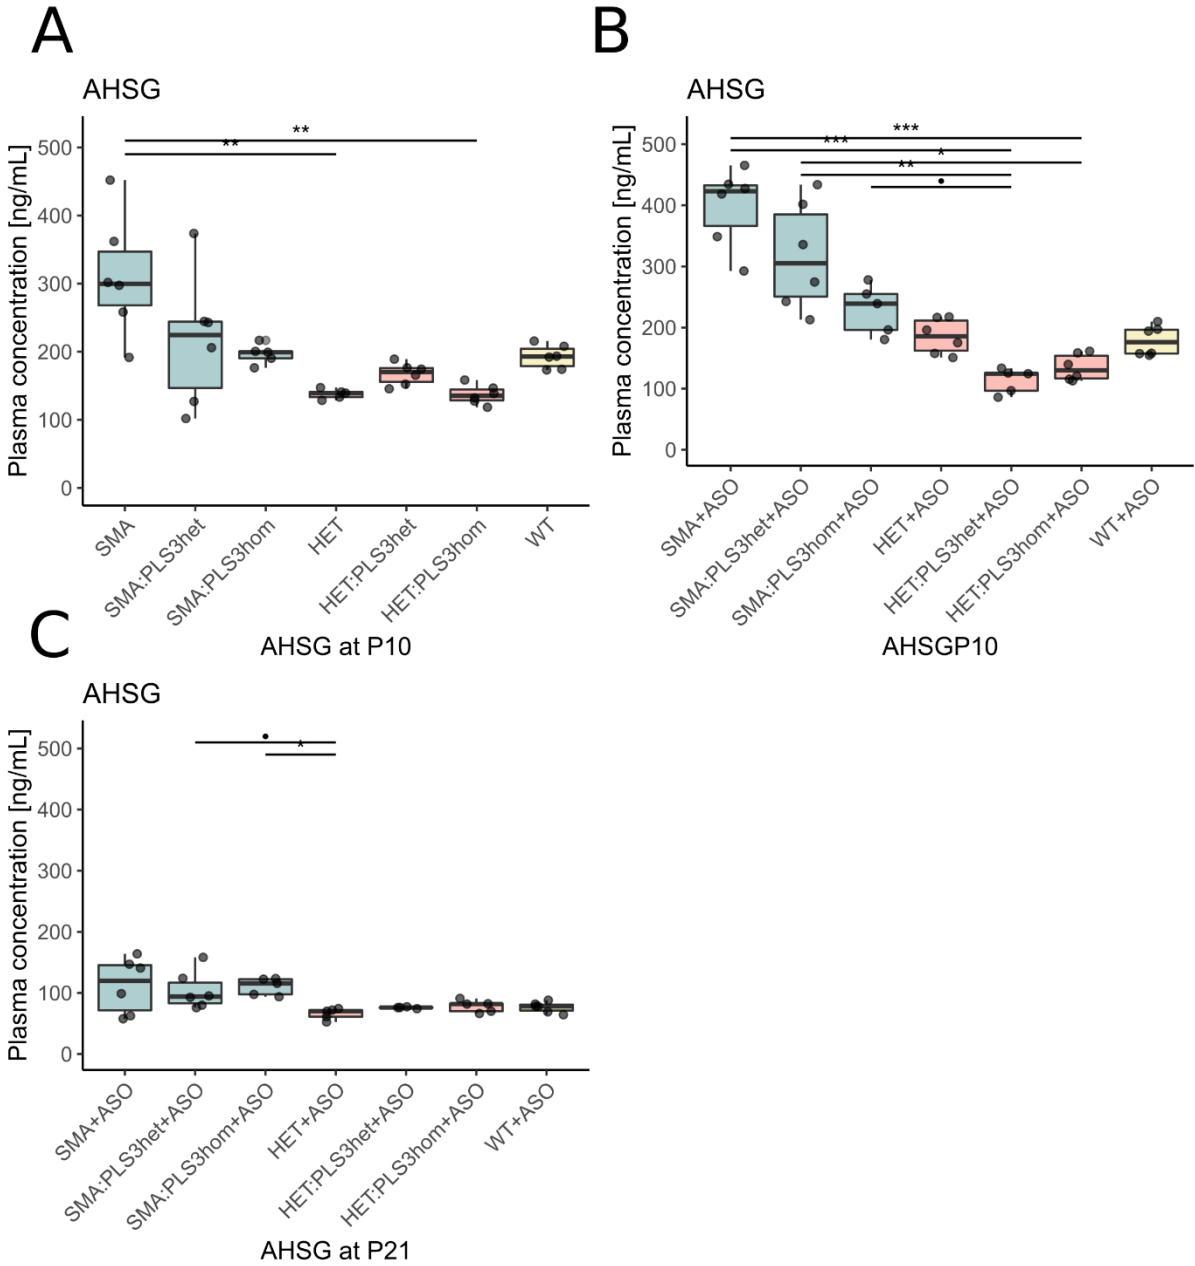 A
AHSG
Plasma concentration [ng/mL]
500
400
300
200
100
0
**
**
SMA
SMA:PLS3het
SMA:PLS3hom
HET
HET:PLS3het
HET:PLS3hom
WT
AHSG at P10
B
AHSG
Plasma concentration [ng/mL]
500
400
300
200
100
0
***
***
*
**
•
SMA+ASO
SMA:PLS3het+ASO
SMA:PLS3hom+ASO
HET+ASO
HET:PLS3het+ASO
HET:PLS3hom+ASO
WT+ASO
AHSGP10
C
AHSG
Plasma concentration [ng/mL]
500
400
300
200
100
0
•
*
SMA+ASO
SMA:PLS3het+ASO
SMA:PLS3hom+ASO
HET+ASO
HET:PLS3het+ASO
HET:PLS3hom+ASO
WT+ASO
AHSG at P21